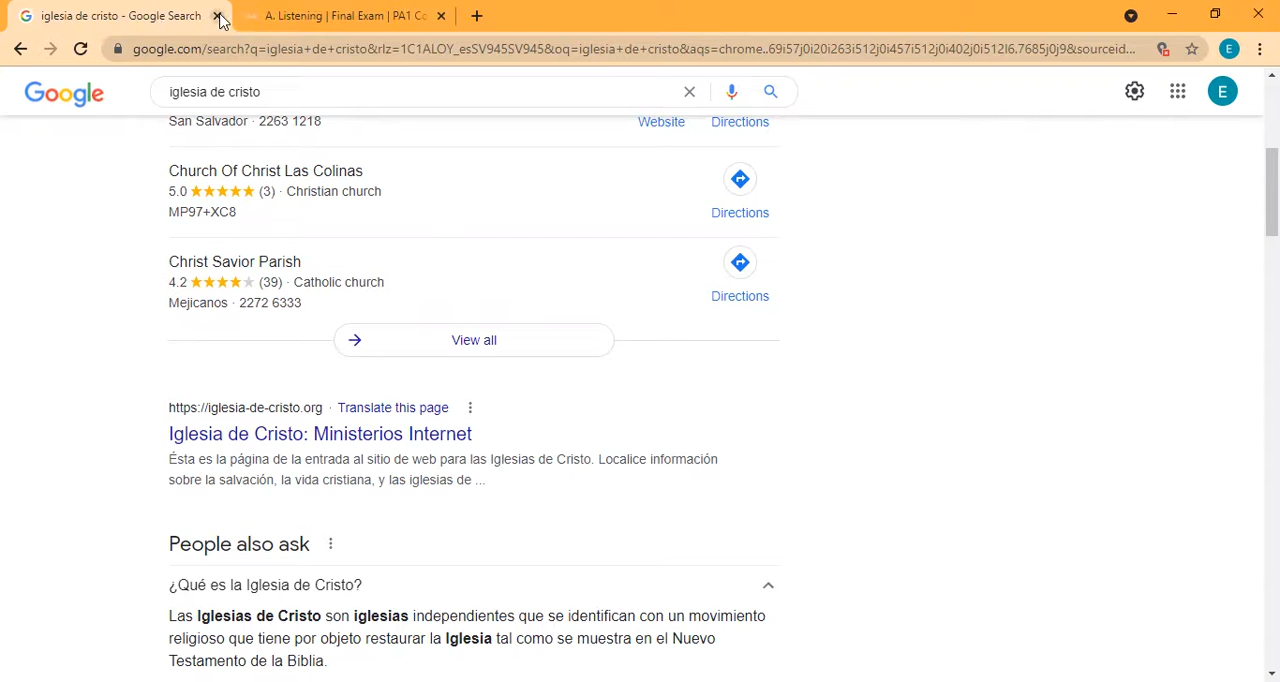 iglesia de cristo - Google Search
A. Listening | Final Exam | PA1 Co
google.com/search?q=iglesia+de+cristo&rlz=1C1ALOY_esSV945SV945&oq=iglesia+de+cristo&aqs=chrome..69i57j0i20i263i512j0i457i512j0i402j0i512l6.7685j0j9&sourceid...
E
Google
iglesia de cristo
E
San Salvador · 2263 1218
Website
Directions
Church Of Christ Las Colinas
5.0 ★★★★★ (3) · Christian church
MP97+XC8
Directions
Christ Savior Parish
4.2 ★★★★★ (39) · Catholic church
Mejicanos · 2272 6333
Directions
View all
https://iglesia-de-cristo.org · Translate this page
Iglesia de Cristo: Ministerios Internet
Ésta es la página de la entrada al sitio de web para las Iglesias de Cristo. Localice información
sobre la salvación, la vida cristiana, y las iglesias de ...
People also ask
¿Qué es la Iglesia de Cristo?
Las Iglesias de Cristo son iglesias independientes que se identifican con un movimiento
religioso que tiene por objeto restaurar la Iglesia tal como se muestra en el Nuevo
Testamento de la Biblia.